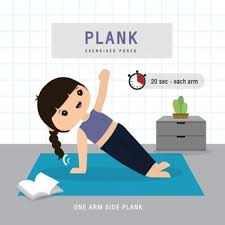 PLANK
EXERCISES POSES
20 sec - each arm
ONE ARM SIDE PLANK